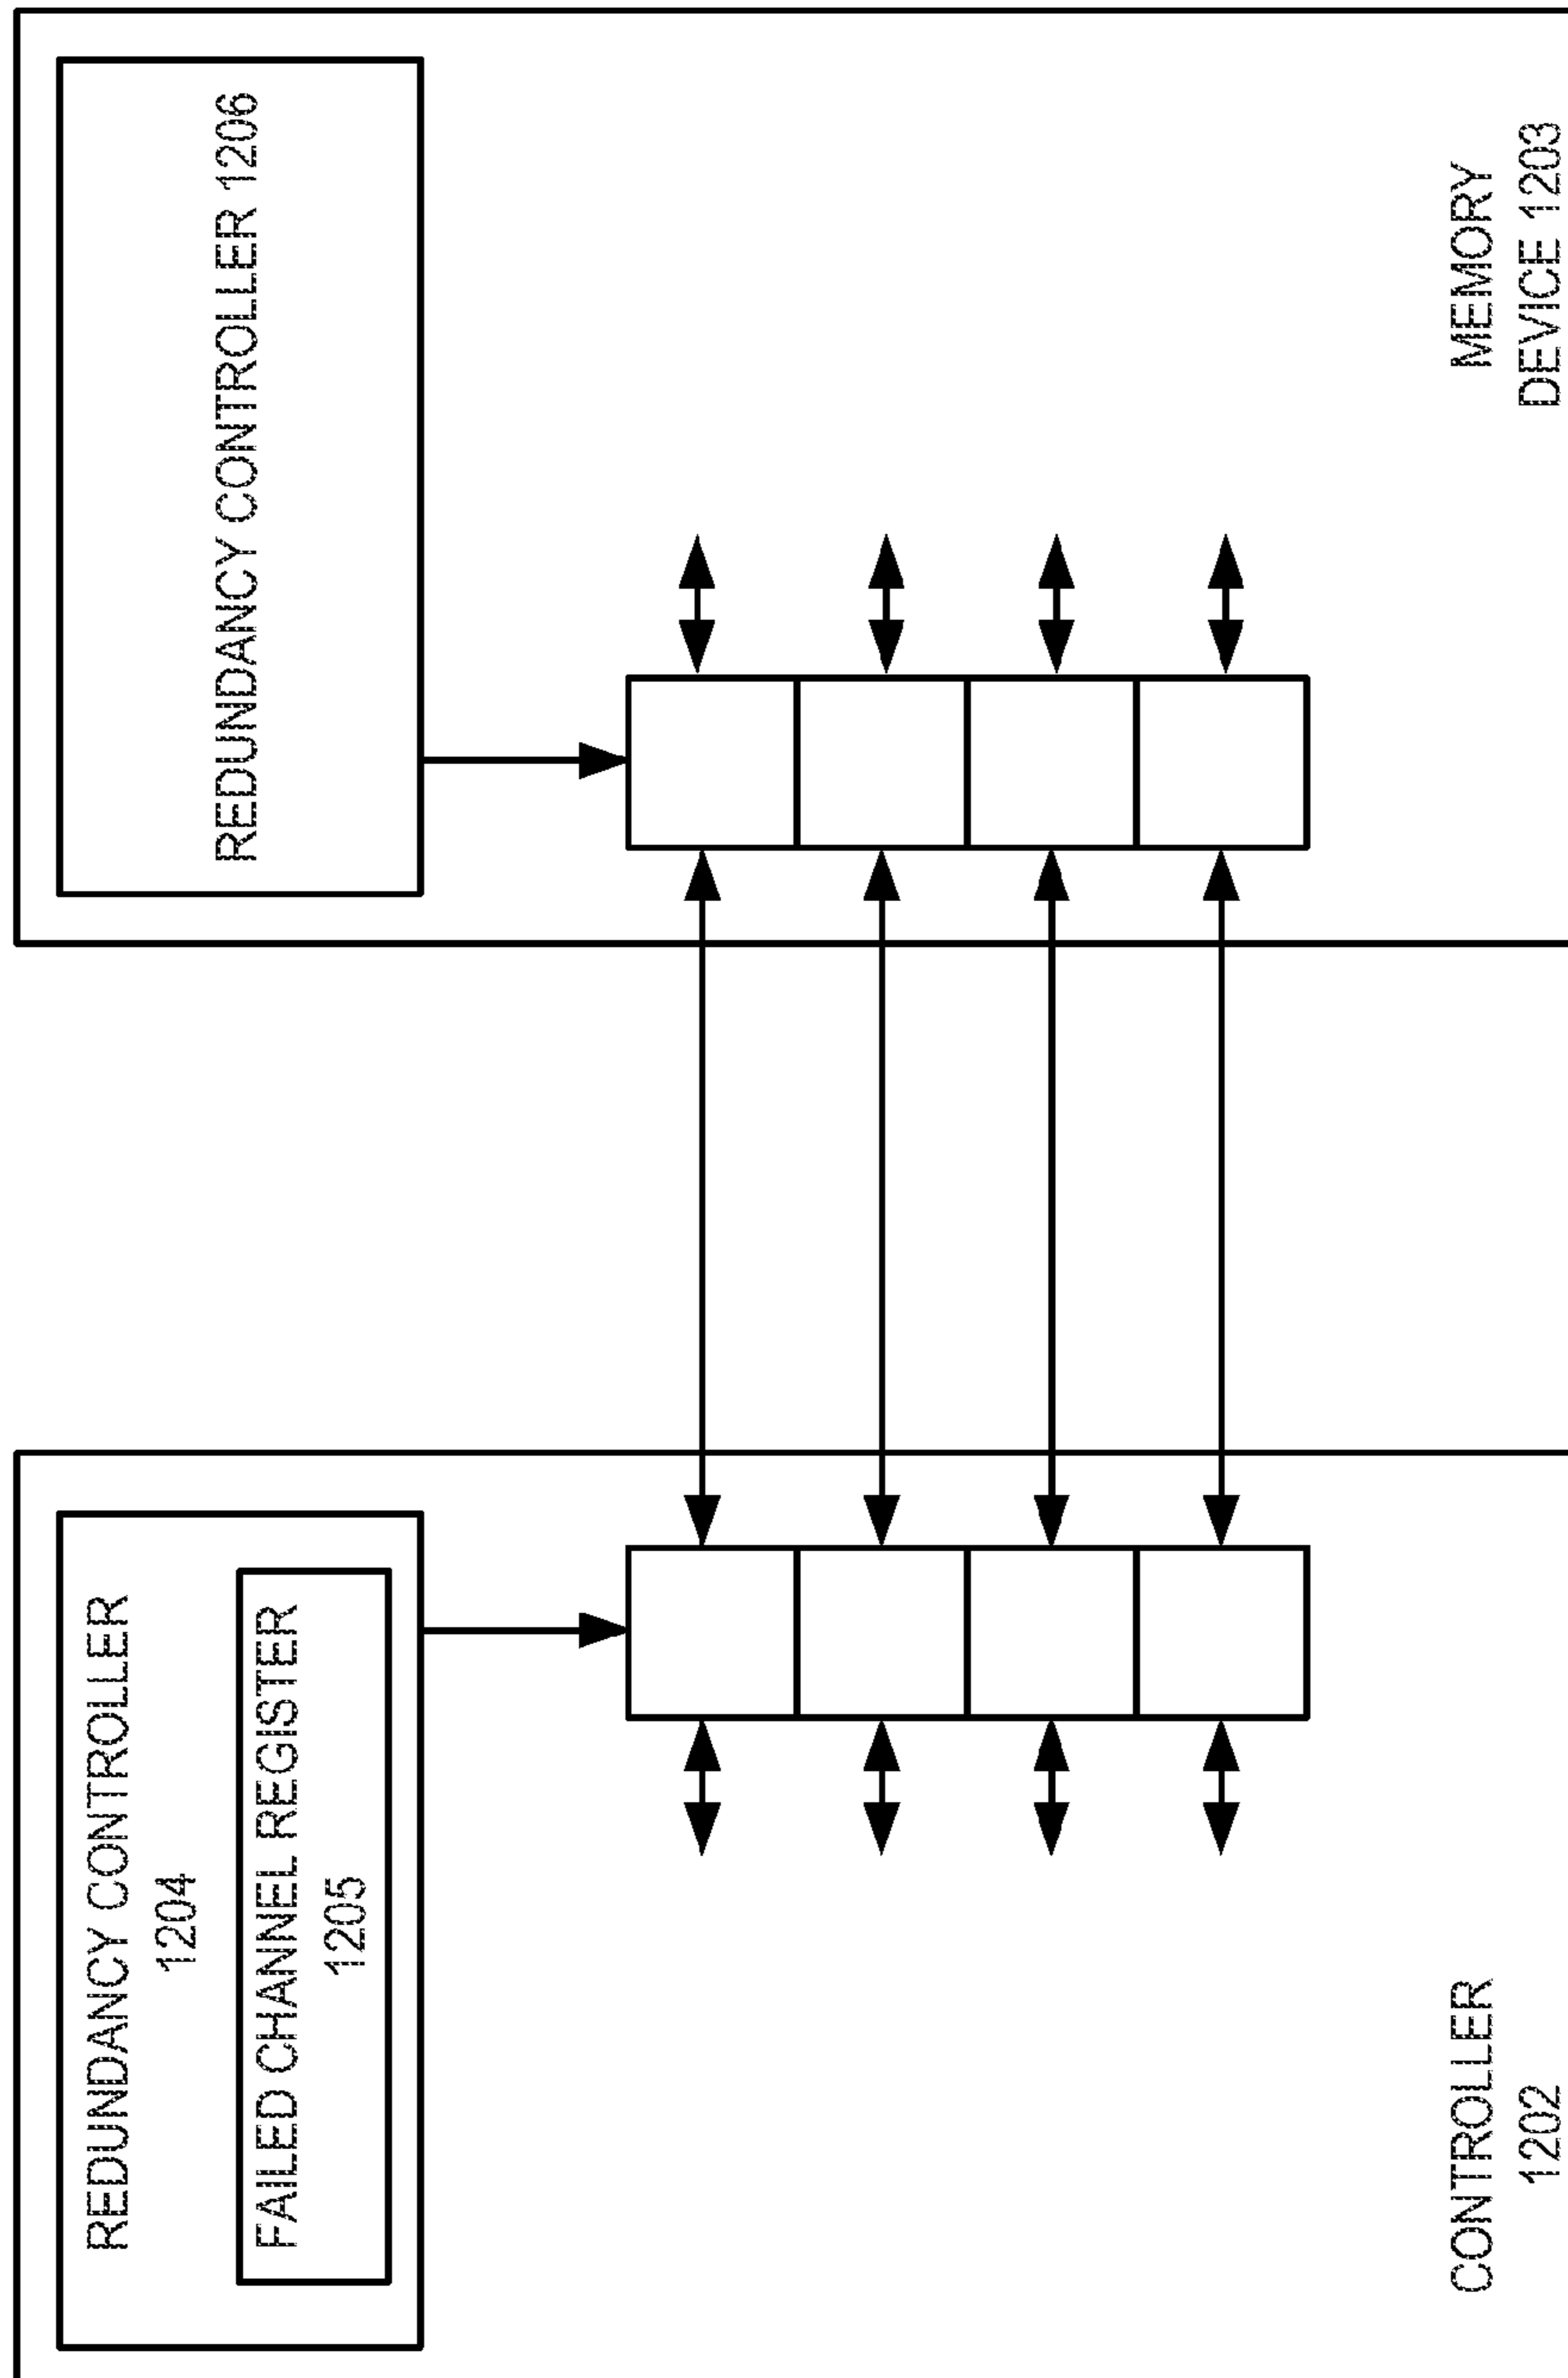 REDUNDANCY CONTROLLER
1204
FAILED CHANNEL REGISTER
1205
CONTROLLER
1202
REDUNDANCY CONTROLLER 1206
MEMORY
DEVICE 1203